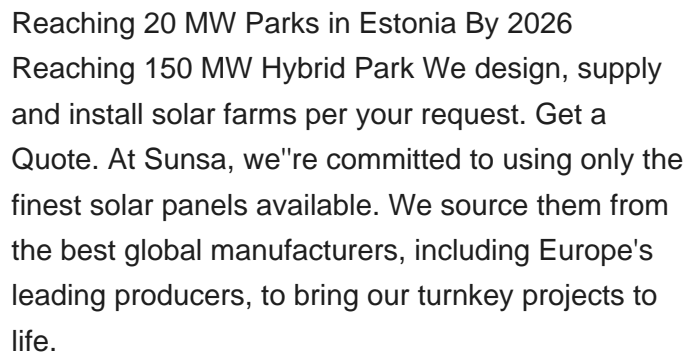 Reaching 20 MW Parks in Estonia By 2026
Reaching 150 MW Hybrid Park We design, supply
and install solar farms per your request. Get a
Quote. At Sunsa, we"re committed to using only the
finest solar panels available. We source them from
the best global manufacturers, including Europe's
leading producers, to bring our turnkey projects to
life.